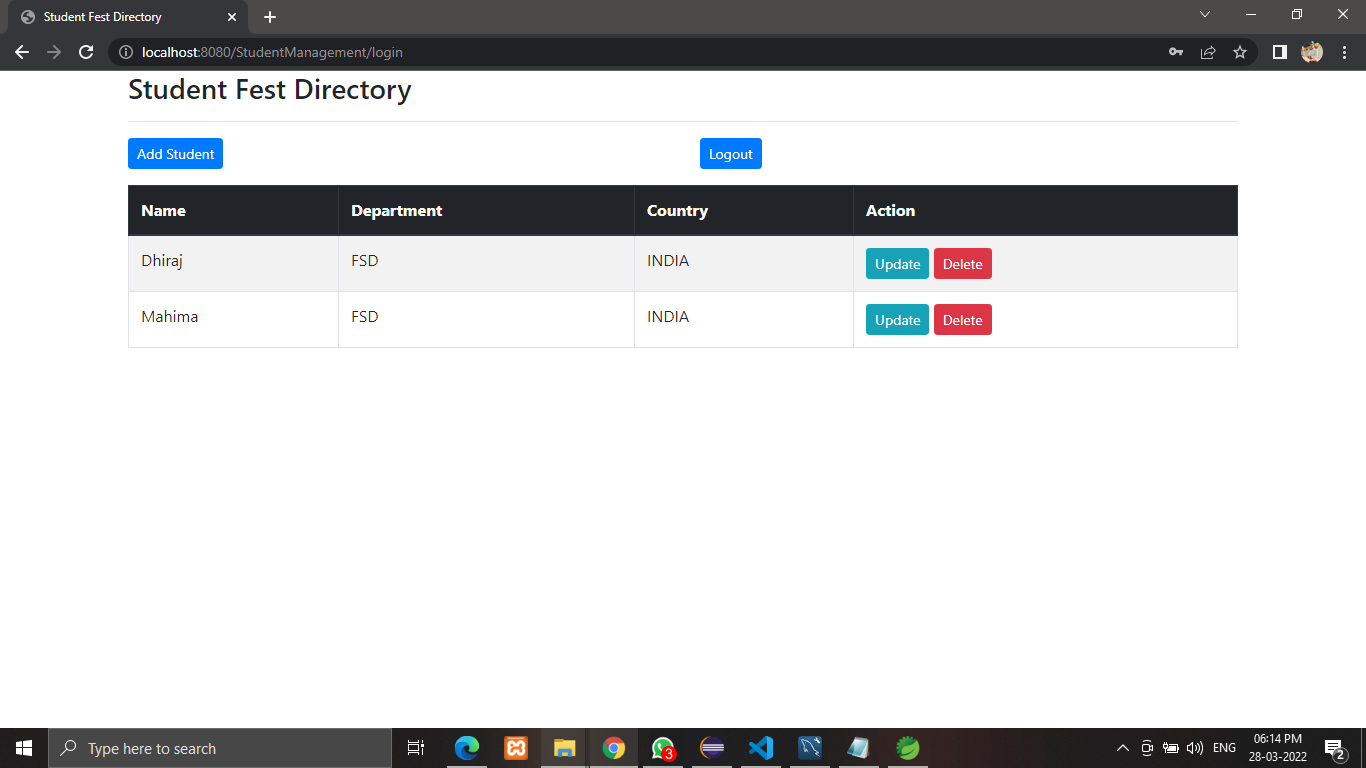 Student Fest Directory
localhost:8080/StudentManagement/login
Student Fest Directory
Add Student Logout
Name Department Country Action
Dhiraj FSD INDIA Update Delete
Mahima FSD INDIA Update Delete
Type here to search
3
ENG
06:14 PM
28-03-2022
2